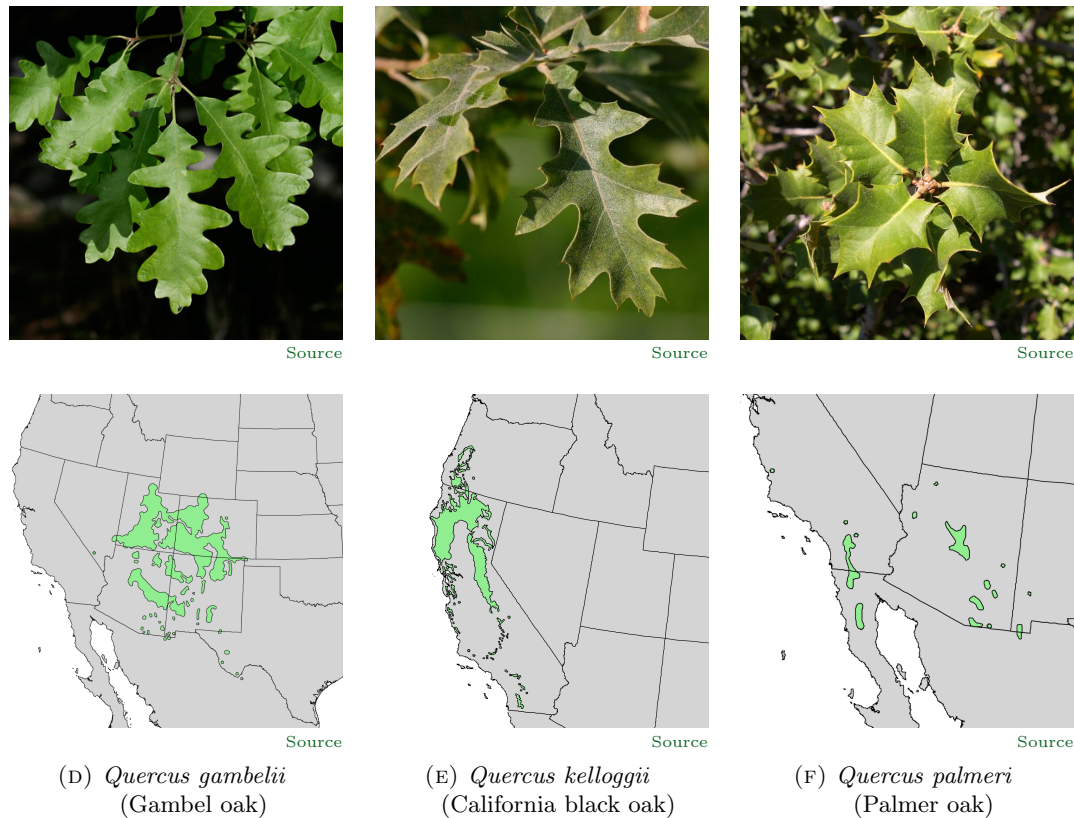 Source
Source
Source
Source
Source
Source
(D) Quercus gambelii
(Gambel oak)
(E) Quercus kelloggii
(California black oak)
(F) Quercus palmeri
(Palmer oak)